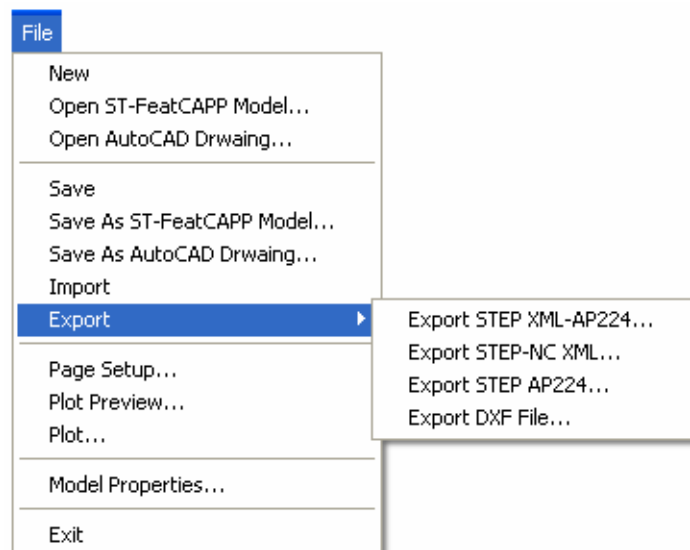 File
New
Open ST-FeatCAPP Model...
Open AutoCAD Drwaing...
Save
Save As ST-FeatCAPP Model...
Save As AutoCAD Drwaing...
Import
Export
Export STEP XML-AP224...
Export STEP-NC XML...
Export STEP AP224...
Export DXF File...
Page Setup...
Plot Preview...
Plot...
Model Properties...
Exit